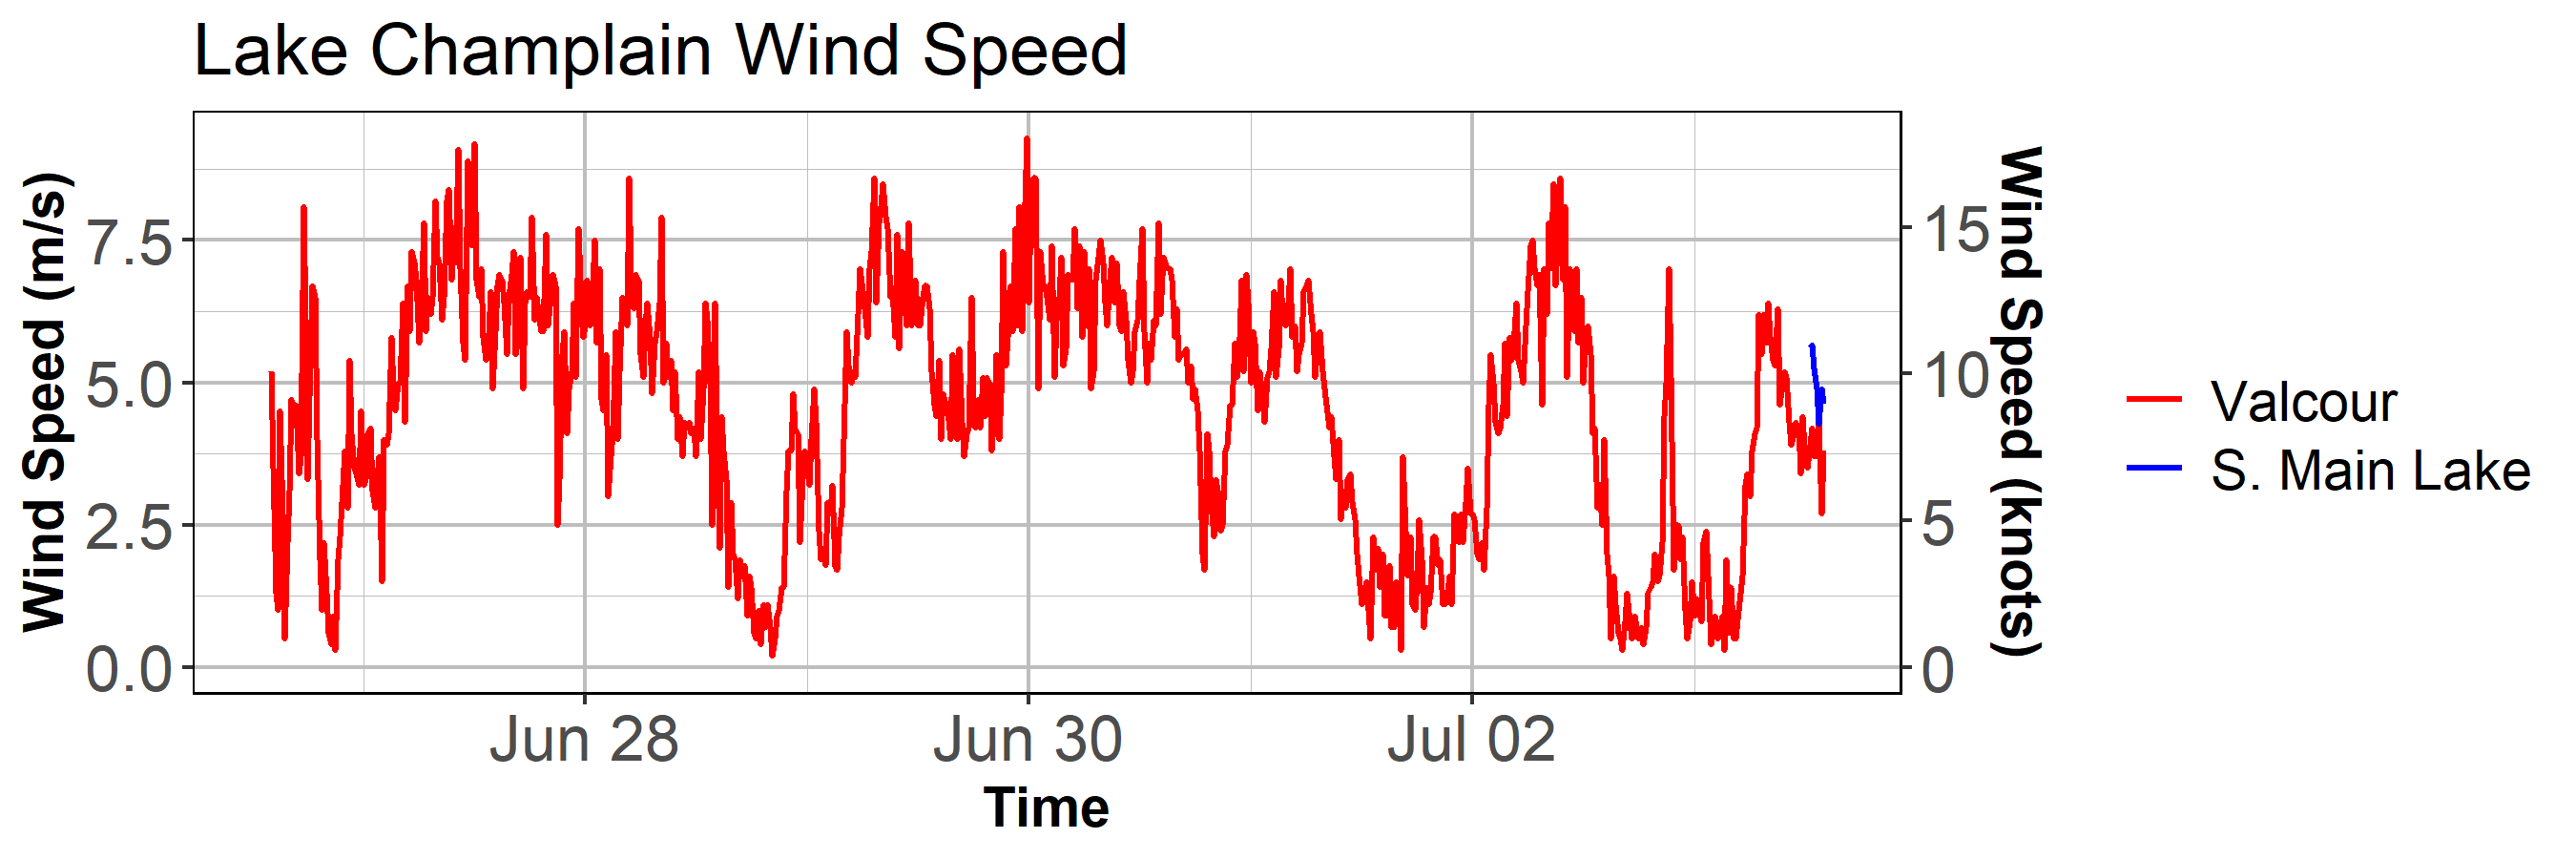 Lake Champlain Wind Speed
Wind Speed (m/s)
7.5
5.0
2.5
0.0
15
10
5
0
Wind Speed (knots)
Jun 28
Jun 30
Jul 02
Time
Valcour
S. Main Lake